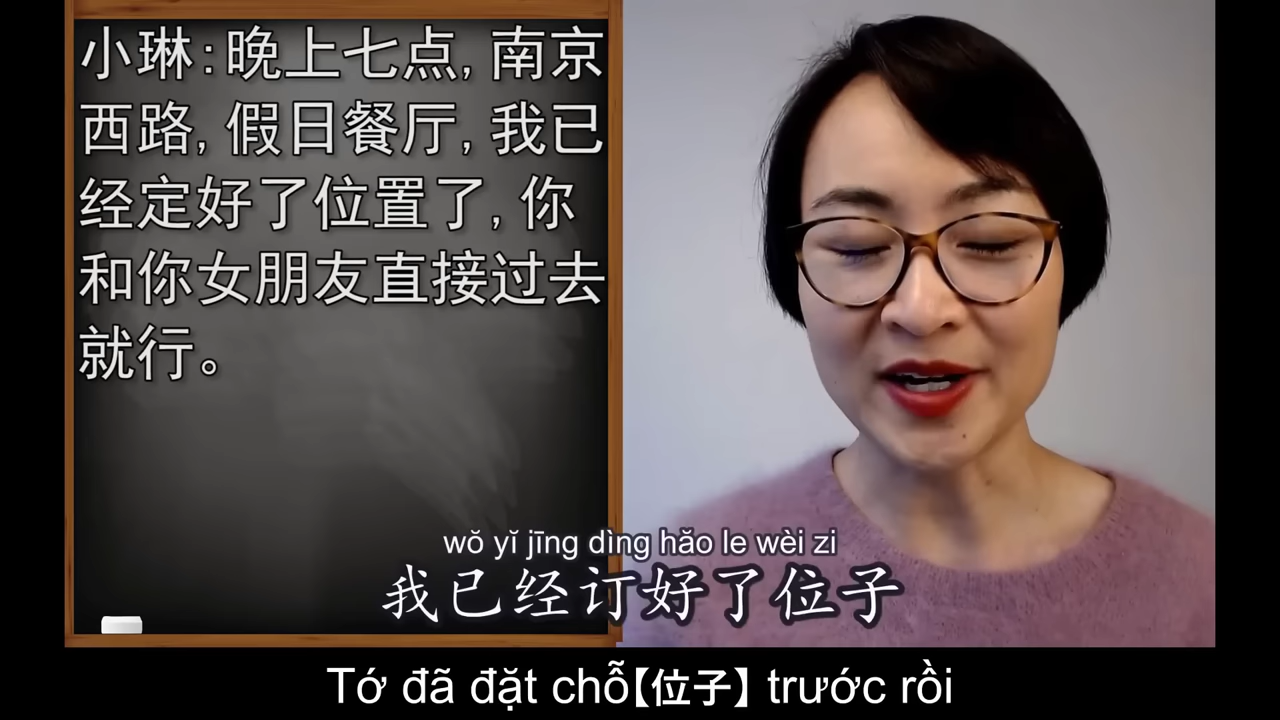 小琳:晚上七点,南京
西路,假日餐厅,我已
经定好了位置了,你
和你女朋友直接过去
就行。
wǒ yǐ jīng dìng hǎo le wèi zi
我已经订好了位子
Tớ đã đặt chỗ【位子】 trước rồi